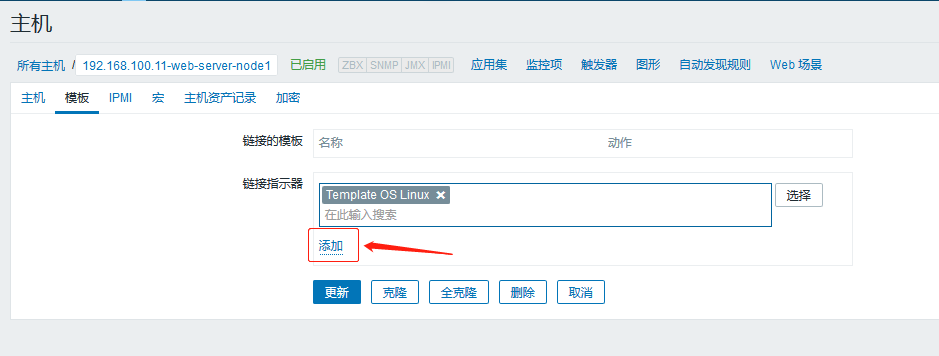 主机
所有主机 / 192.168.100.11-web-server-node1 已启用 ZBX SNMP JMX IPMI 应用集 监控项 触发器 图形 自动发现规则 Web 场景
主机 模板 IPMI 宏 主机资产记录 加密
链接的模板 名称 动作
链接指示器 Template OS Linux ✕ 选择
在此输入搜索
添加
更新 克隆 全克隆 删除 取消